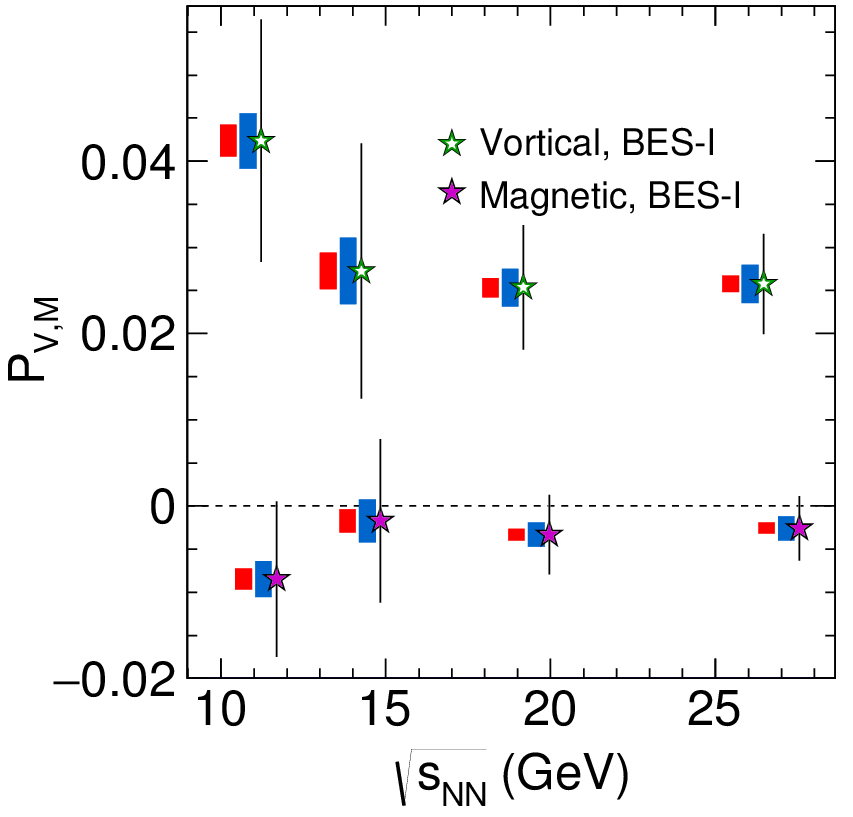 Vortical, BES-I
Magnetic, BES-I
0.04
0.02
0
−0.02
P_V,M
10 15 20 25
√s_NN (GeV)